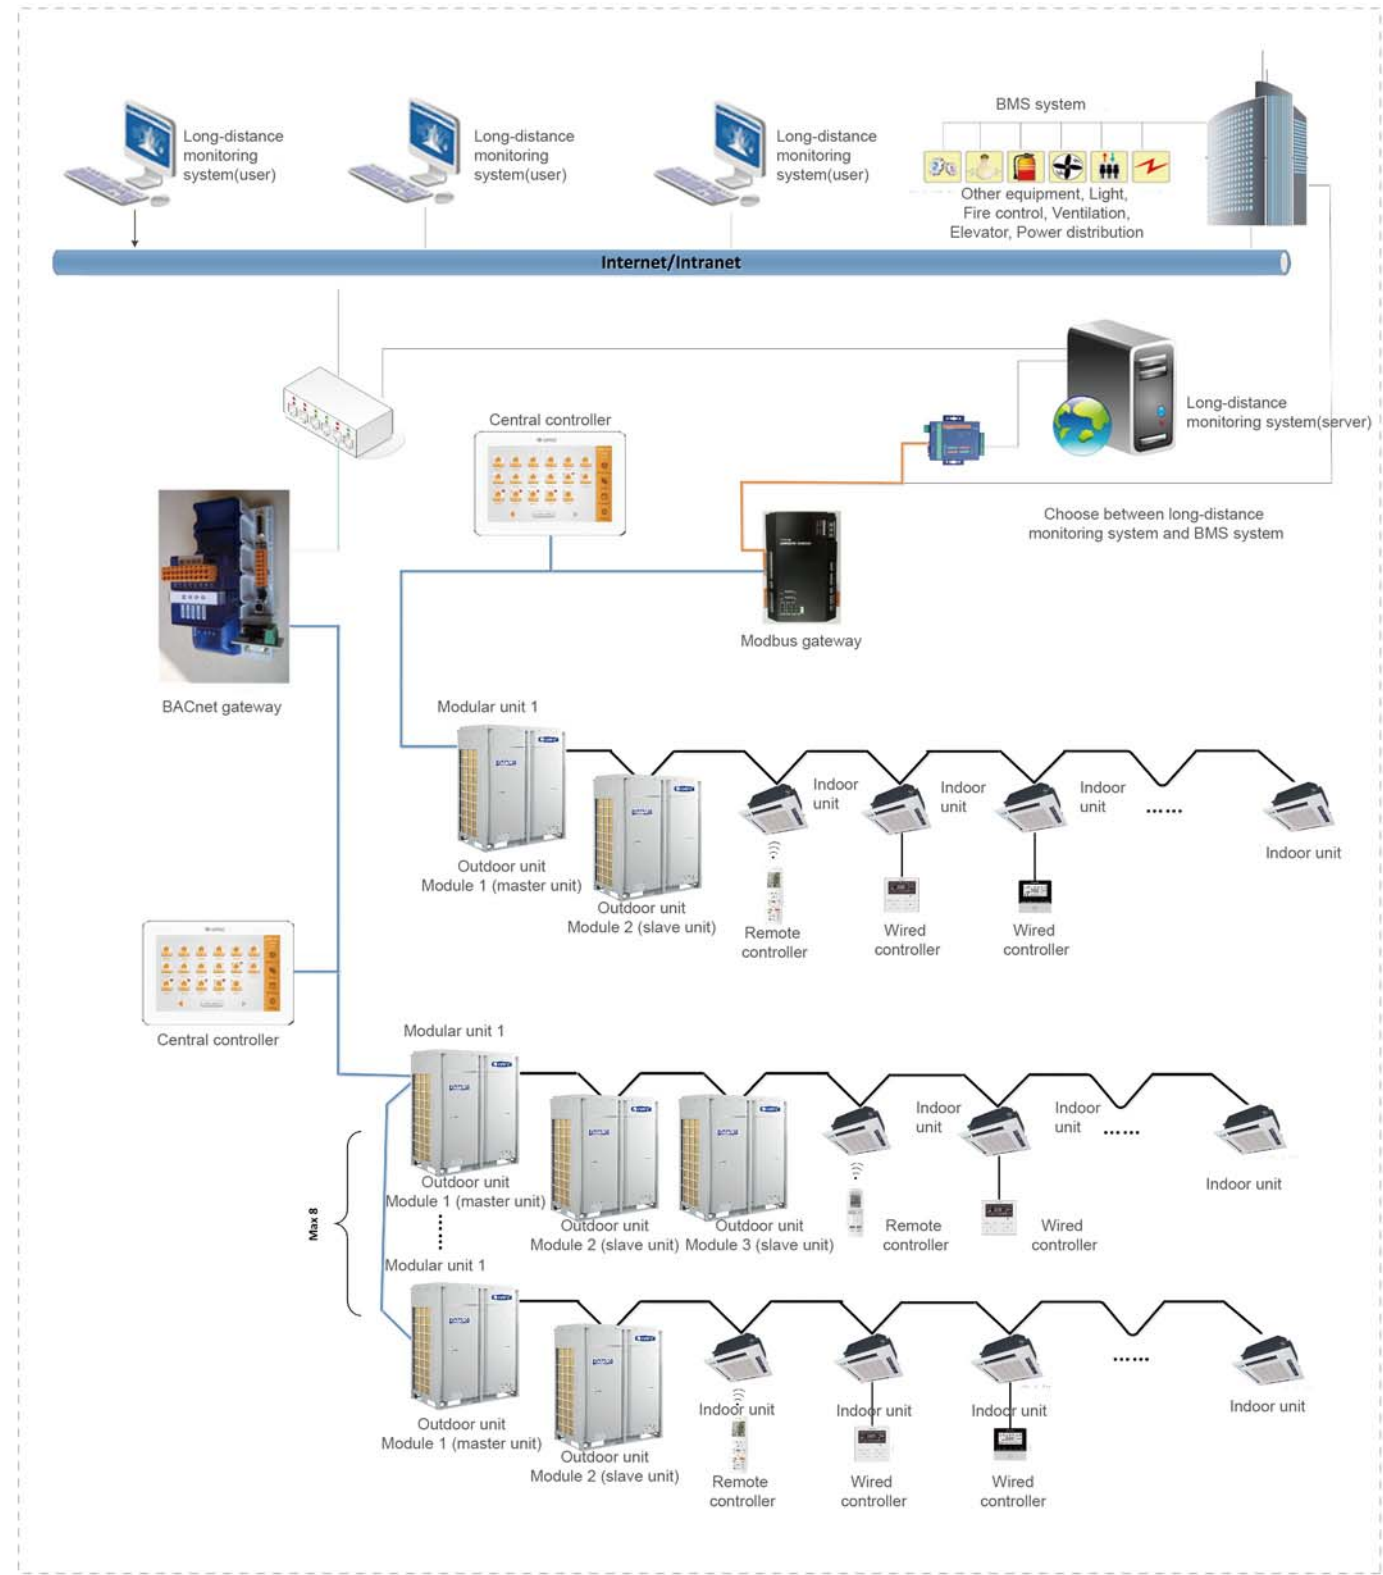 BMS system
Long-distance
monitoring
system(user)
Long-distance
monitoring
system(user)
Long-distance
monitoring
system(user)
Other equipment, Light,
Fire control, Ventilation,
Elevator, Power distribution
Internet/Intranet
Long-distance
monitoring system(server)
Central controller
Choose between long-distance
monitoring system and BMS system
Modbus gateway
BACnet gateway
Modular unit 1
Indoor
unit
Indoor
unit
Indoor
unit
......
Indoor unit
Outdoor unit
Module 1 (master unit)
Outdoor unit
Module 2 (slave unit)
Remote
controller
Wired
controller
Wired
controller
Central controller
Modular unit 1
Indoor
unit
Indoor
unit
......
Indoor unit
Outdoor unit
Module 1 (master unit)
Max 8
Outdoor unit
Module 2 (slave unit)
Outdoor unit
Module 3 (slave unit)
Remote
controller
Wired
controller
Modular unit 1
......
Indoor unit
Indoor unit
Indoor unit
Indoor unit
Outdoor unit
Module 1 (master unit)
Outdoor unit
Module 2 (slave unit)
Remote
controller
Wired
controller
Wired
controller